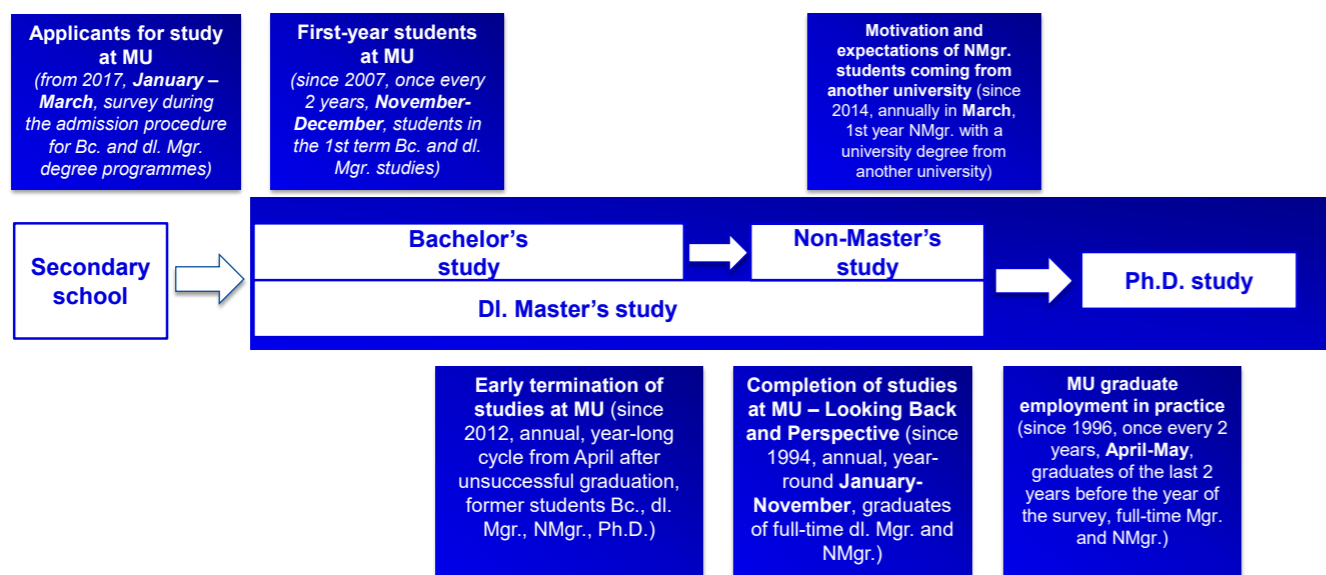 Applicants for study
at MU
(from 2017, January –
March, survey during
the admission procedure
for Bc. and dl. Mgr.
degree programmes)
First-year students
at MU
(since 2007, once every
2 years, November-
December, students in
the 1st term Bc. and dl.
Mgr. studies)
Motivation and
expectations of NMgr.
students coming from
another university (since
2014, annually in March,
1st year NMgr. with a
university degree from
another university)
Secondary
school
Bachelor's
study
Non-Master's
study
Dl. Master's study
Ph.D. study
Early termination of
studies at MU (since
2012, annual, year-long
cycle from April after
unsuccessful graduation,
former students Bc., dl.
Mgr., NMgr., Ph.D.)
Completion of studies
at MU – Looking Back
and Perspective (since
1994, annual, year-
round January-
November, graduates
of full-time dl. Mgr. and
NMgr.)
MU graduate
employment in practice
(since 1996, once every 2
years, April-May,
graduates of the last 2
years before the year of
the survey, full-time Mgr.
and NMgr.)